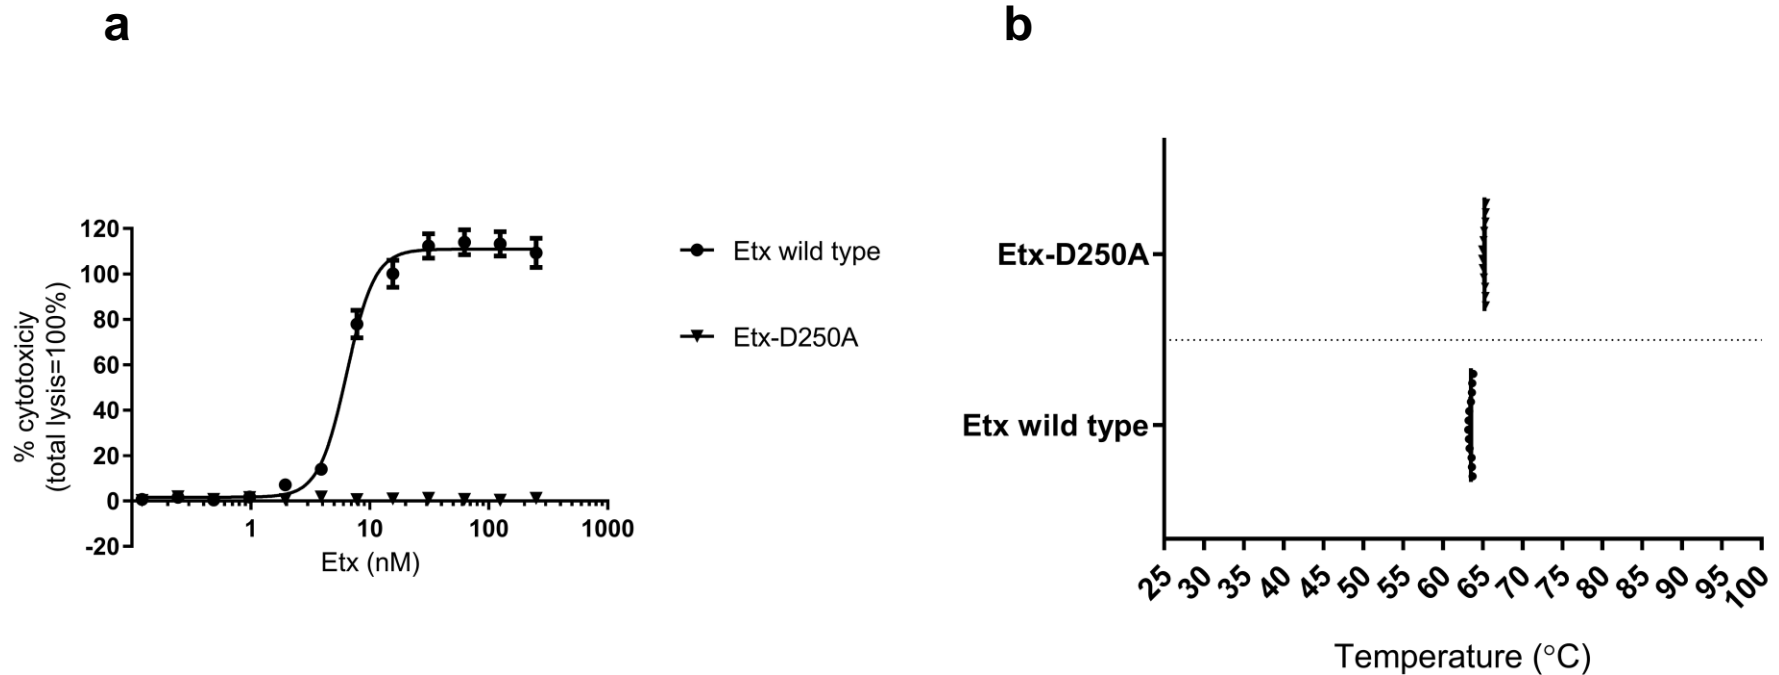 a
b
120
100
80
60
40
20
0
-20
% cytotoxiciy
(total lysis=100%)
1
10
100
1000
Etx (nM)
Etx wild type
Etx-D250A
Etx-D250A
Etx wild type
25
30
35
40
45
50
55
60
65
70
75
80
85
90
95
100
Temperature (°C)